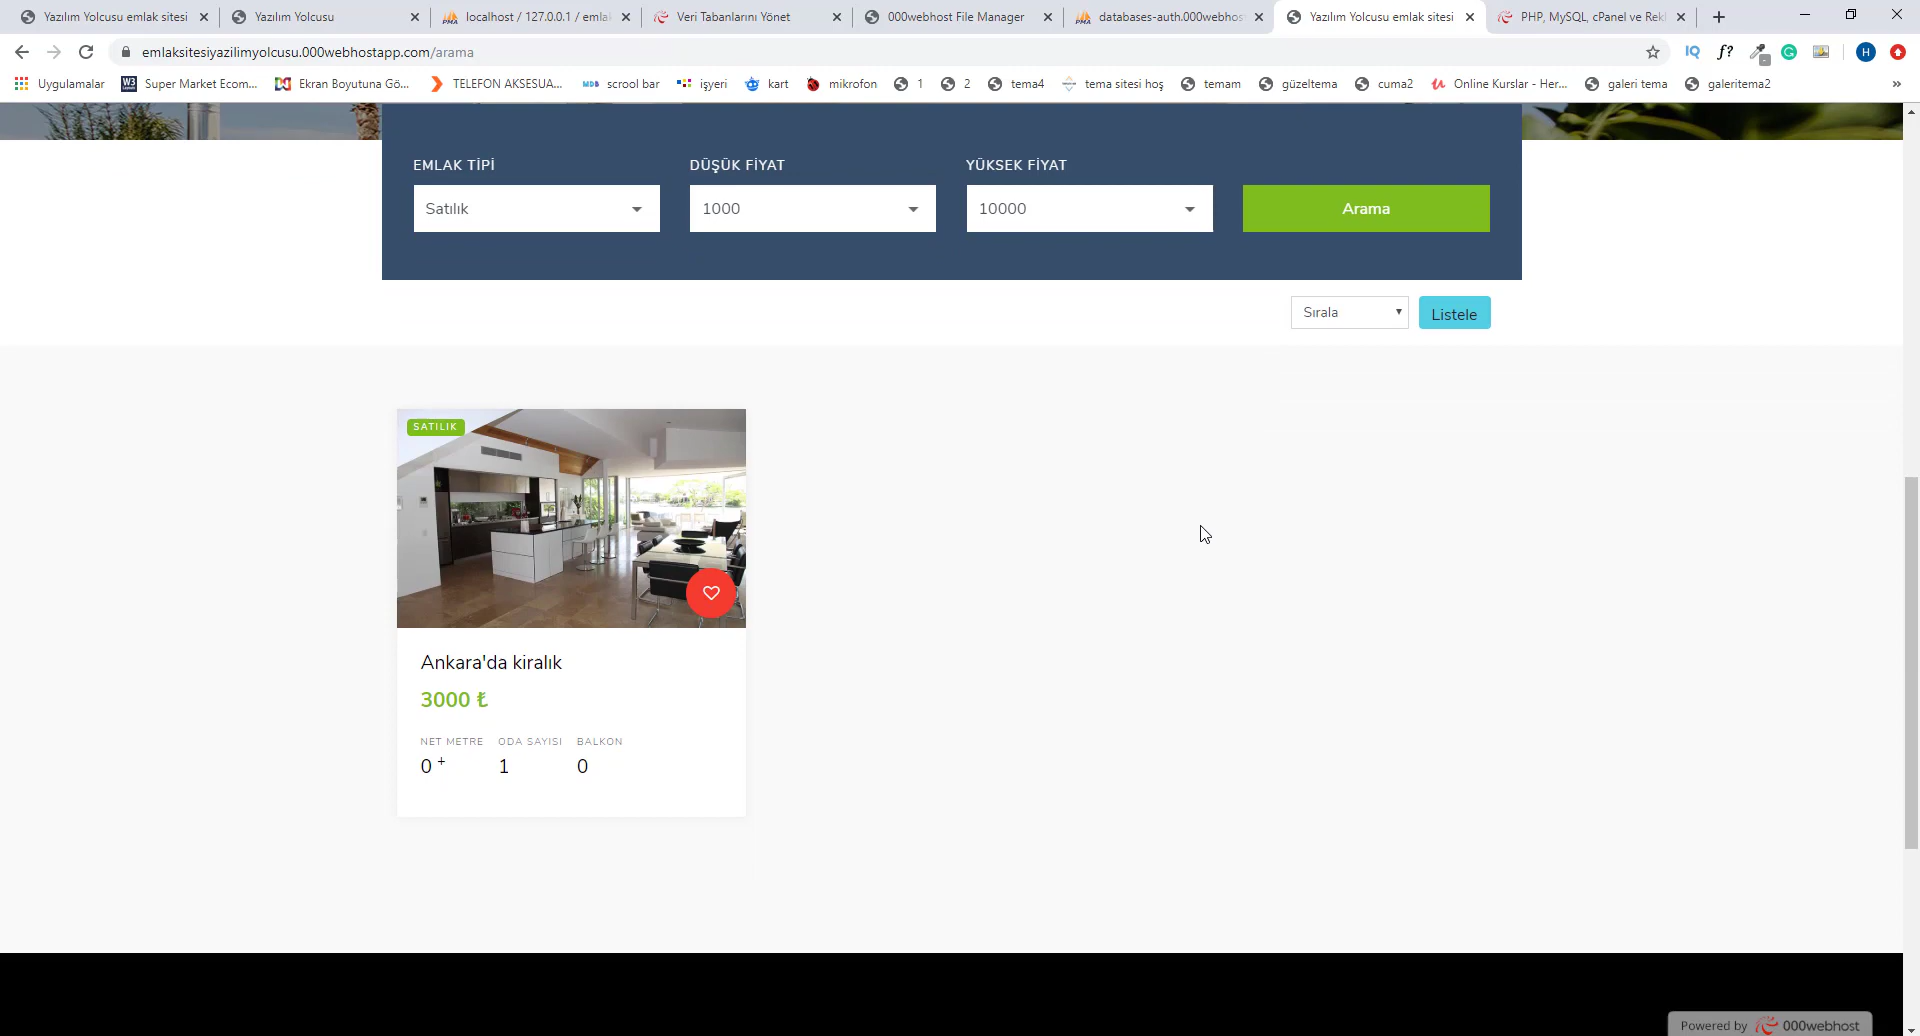 Yazılım Yolcusu emlak sitesi
Yazılım Yolcusu
localhost / 127.0.0.1 / emla
Veri Tabanlarını Yönet
000webhost File Manager
databases-auth.000webhos
Yazılım Yolcusu emlak sitesi
PHP, MySQL, cPanel ve Rekl
emlaksitesiyazilimyolcusu.000webhostapp.com/arama
Uygulamalar
Super Market Ecom...
Ekran Boyutuna Gö...
TELEFON AKSESUA...
scrool bar
işyeri
kart
mikrofon
1
2
tema4
tema sitesi hoş
temam
güzeltema
cuma2
Online Kurslar - Her...
galeri tema
galeritema2
EMLAK TİPİ
DÜŞÜK FİYAT
YÜKSEK FİYAT
Satılık
1000
10000
Arama
Sırala
Listele
SATILIK
Ankara'da kiralık
3000 ₺
NET METRE ODA SAYISI BALKON
0 + 1 0
Powered by 000webhost